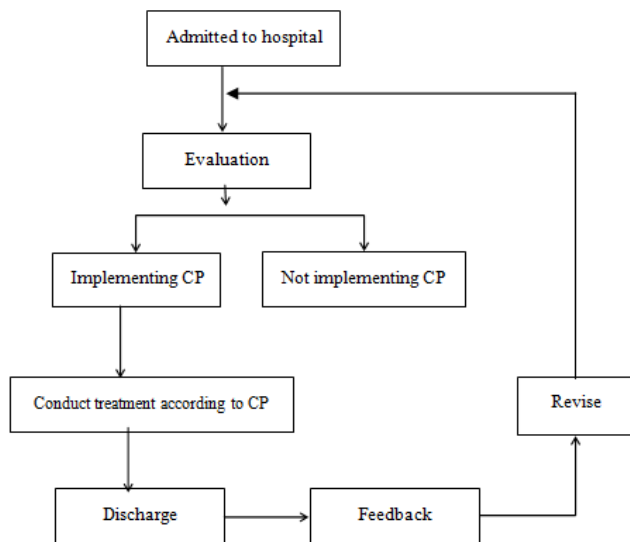 Admitted to hospital
Evaluation
Implementing CP
Not implementing CP
Conduct treatment according to CP
Revise
Discharge
Feedback